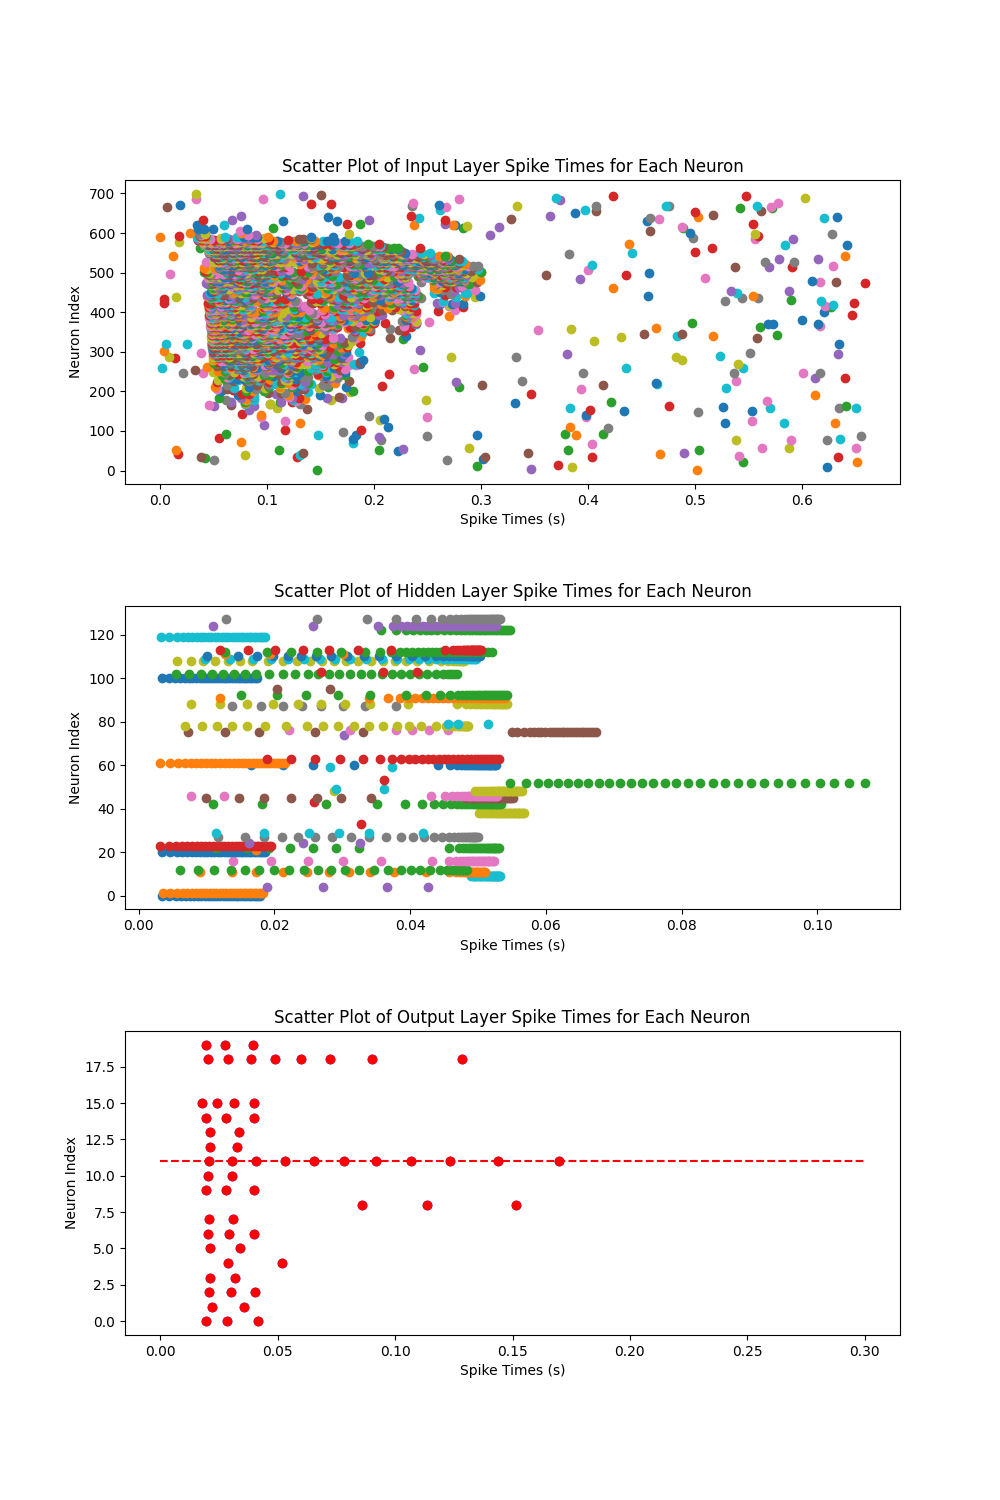 Scatter Plot of Input Layer Spike Times for Each Neuron
700
600
500
400
300
200
100
0
Neuron Index
0.0 0.1 0.2 0.3 0.4 0.5 0.6
Spike Times (s)
Scatter Plot of Hidden Layer Spike Times for Each Neuron
120
100
80
60
40
20
0
Neuron Index
0.00 0.02 0.04 0.06 0.08 0.10
Spike Times (s)
Scatter Plot of Output Layer Spike Times for Each Neuron
17.5
15.0
12.5
10.0
7.5
5.0
2.5
0.0
Neuron Index
0.00 0.05 0.10 0.15 0.20 0.25 0.30
Spike Times (s)